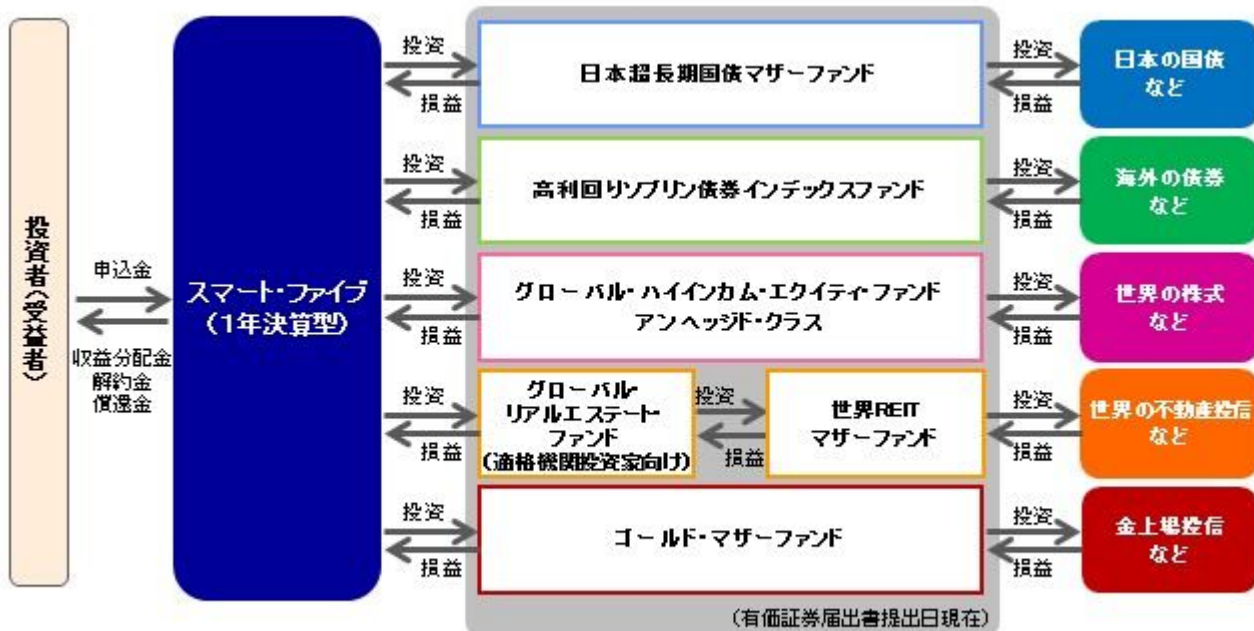 投資者(受益者)
申込金
収益分配金
解約金
償還金
スマート・ファイブ
(1年決算型)
投資
損益
日本超長期国債マザーファンド
投資
損益
日本の国債
など
投資
損益
高利回りソブリン債券インデックスファンド
投資
損益
海外の債券
など
投資
損益
グローバル・ハイインカム・エクイティ・ファンド
アンヘッジド・クラス
投資
損益
世界の株式
など
投資
損益
グローバル・
リアルエステート・
ファンド
(適格機関投資家向け)
投資
損益
世界REIT
マザーファンド
投資
損益
世界の不動産投信
など
投資
損益
ゴールド・マザーファンド
投資
損益
金上場投信
など
(有価証券届出書提出日現在)